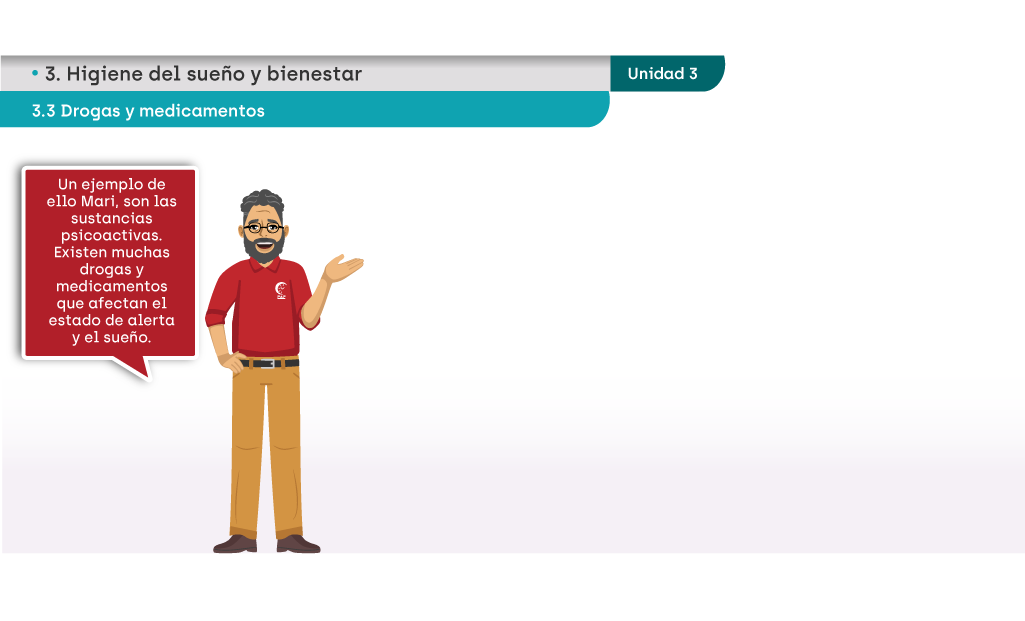 • 3. Higiene del sueño y bienestar
Unidad 3
3.3 Drogas y medicamentos
Un ejemplo de
ello Mari, son las
sustancias
psicoactivas.
Existen muchas
drogas y
medicamentos
que afectan el
estado de alerta
y el sueño.